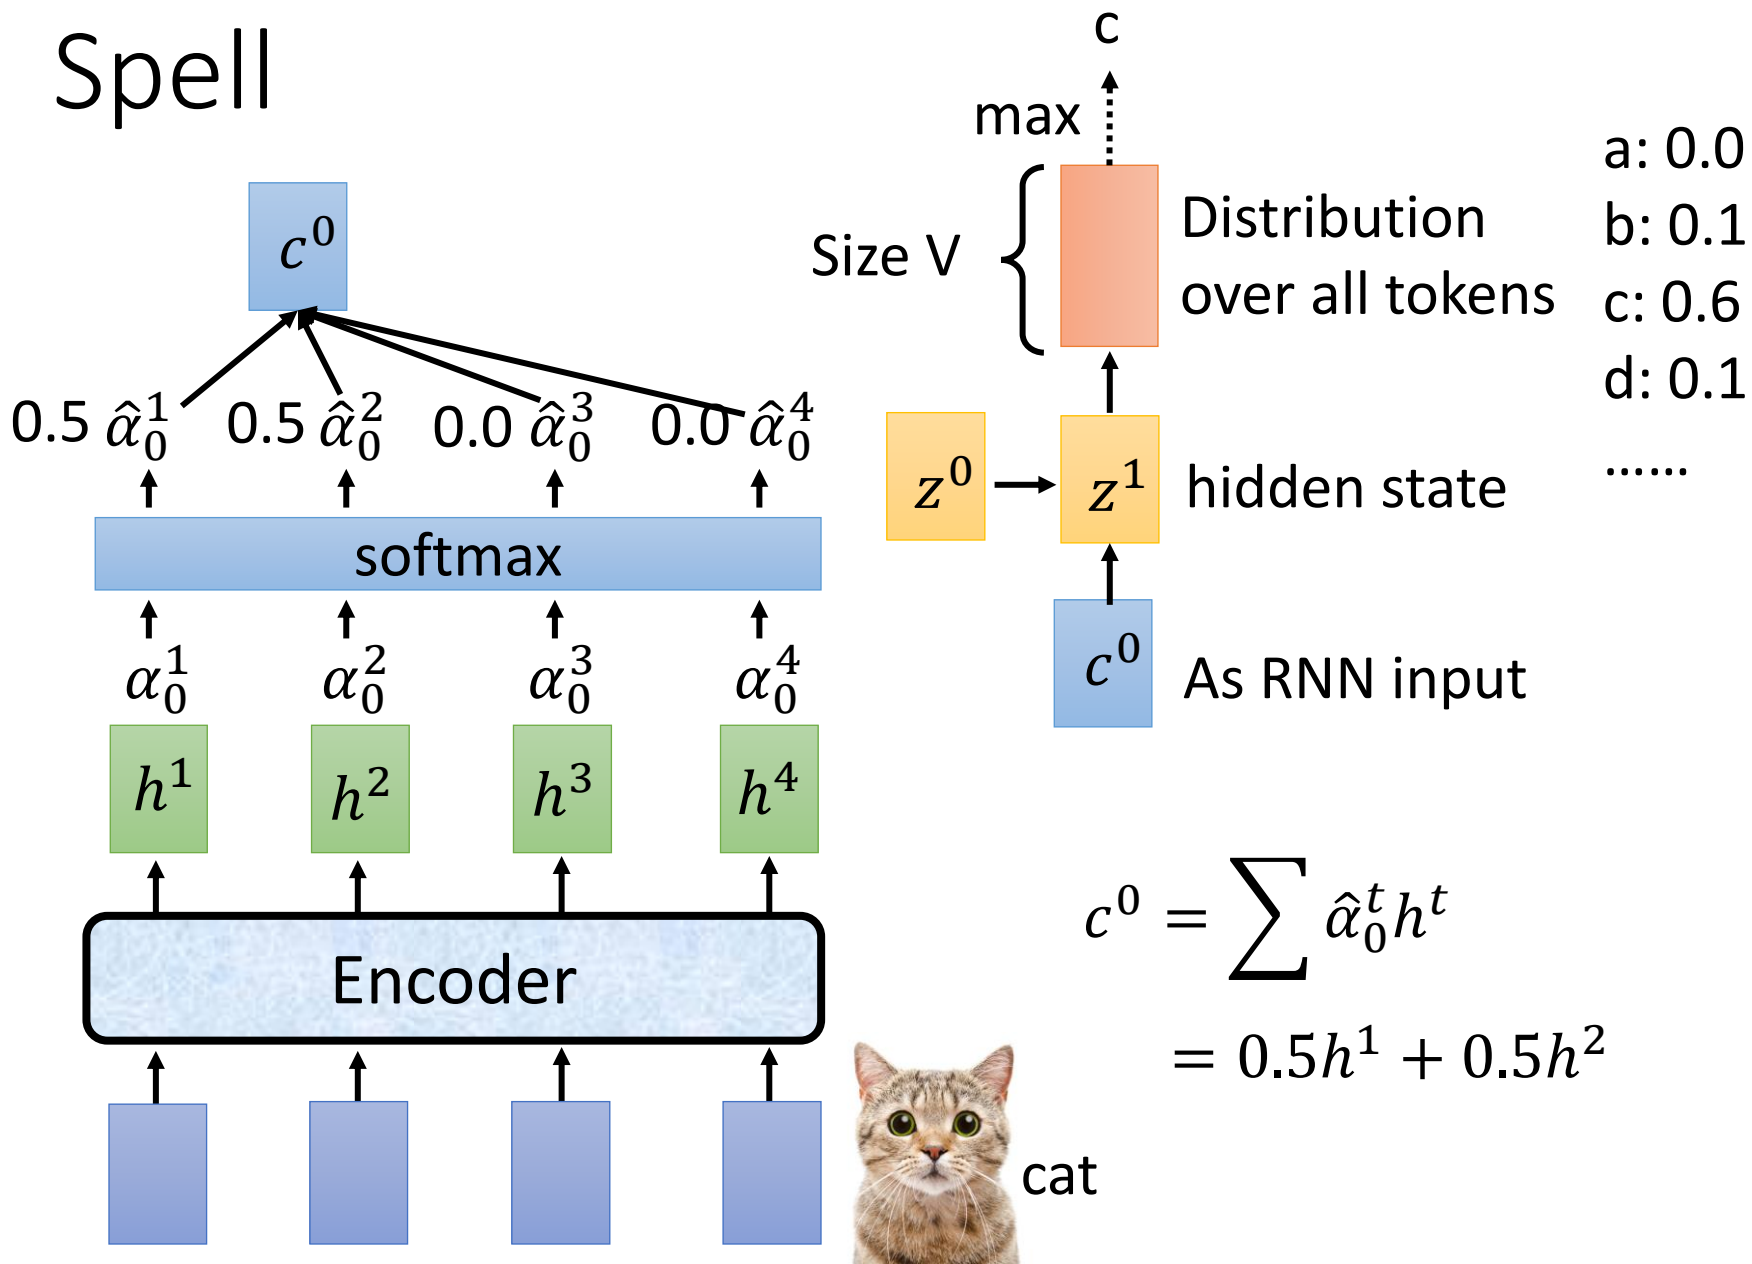 Spell
c⁰
0.5 α̂₀¹ 0.5 α̂₀² 0.0 α̂₀³ 0.0 α̂₀⁴
softmax
α₀¹ α₀² α₀³ α₀⁴
h¹ h² h³ h⁴
Encoder
c
max
Size V
Distribution
over all tokens
a: 0.0
b: 0.1
c: 0.6
d: 0.1
……
z⁰ z¹ hidden state
c⁰ As RNN input
c⁰ = ∑ α̂₀ᵗhᵗ
= 0.5h¹ + 0.5h²
cat